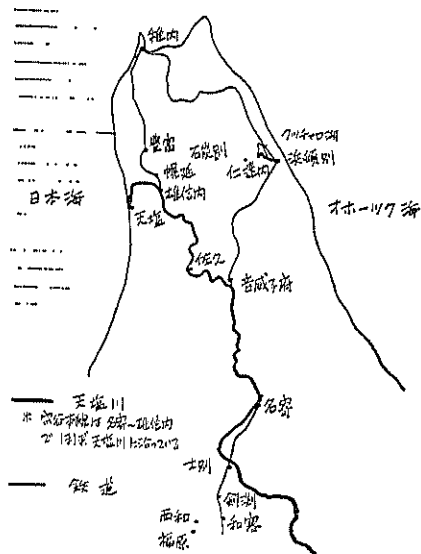 稚内
豊富
石炭別
クッチャロ湖
浜頓別
幌延
仁達内
雄信内
日本海
天塩
オホーツク海
佐久
音威子府
天塩川
※ 宗谷本線は名寄〜雄信内
で ほぼ天塩川に沿っている
名寄
士別
鉄道
剣渕
西和
和寒
福原